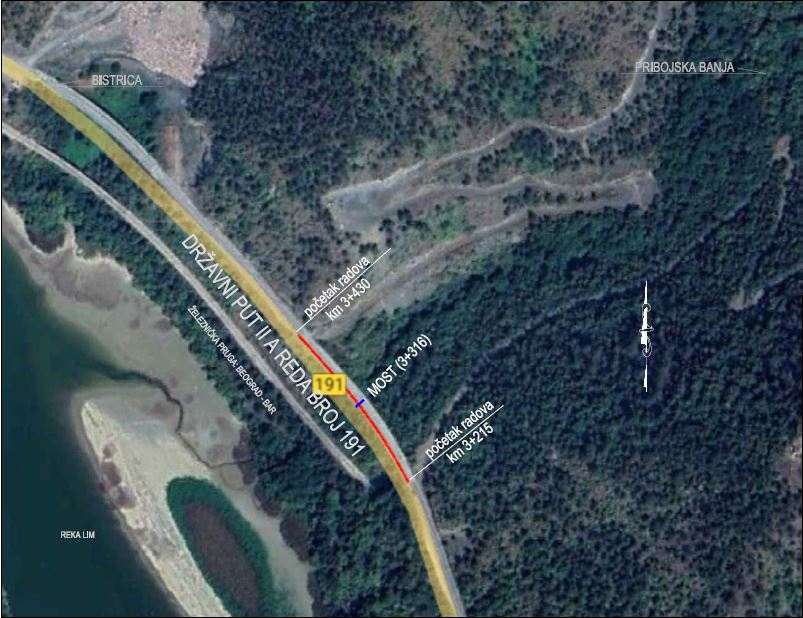 BISTRICA
PRIBOJSKA BANJA
DRŽAVNI PUT II A REDA BROJ 191
početak radova
km 3+430
ŽELEZNIČKA PRUGA: BEOGRAD - BAR
191
MOST (3+316)
početak radova
km 3+215
REKA LIM